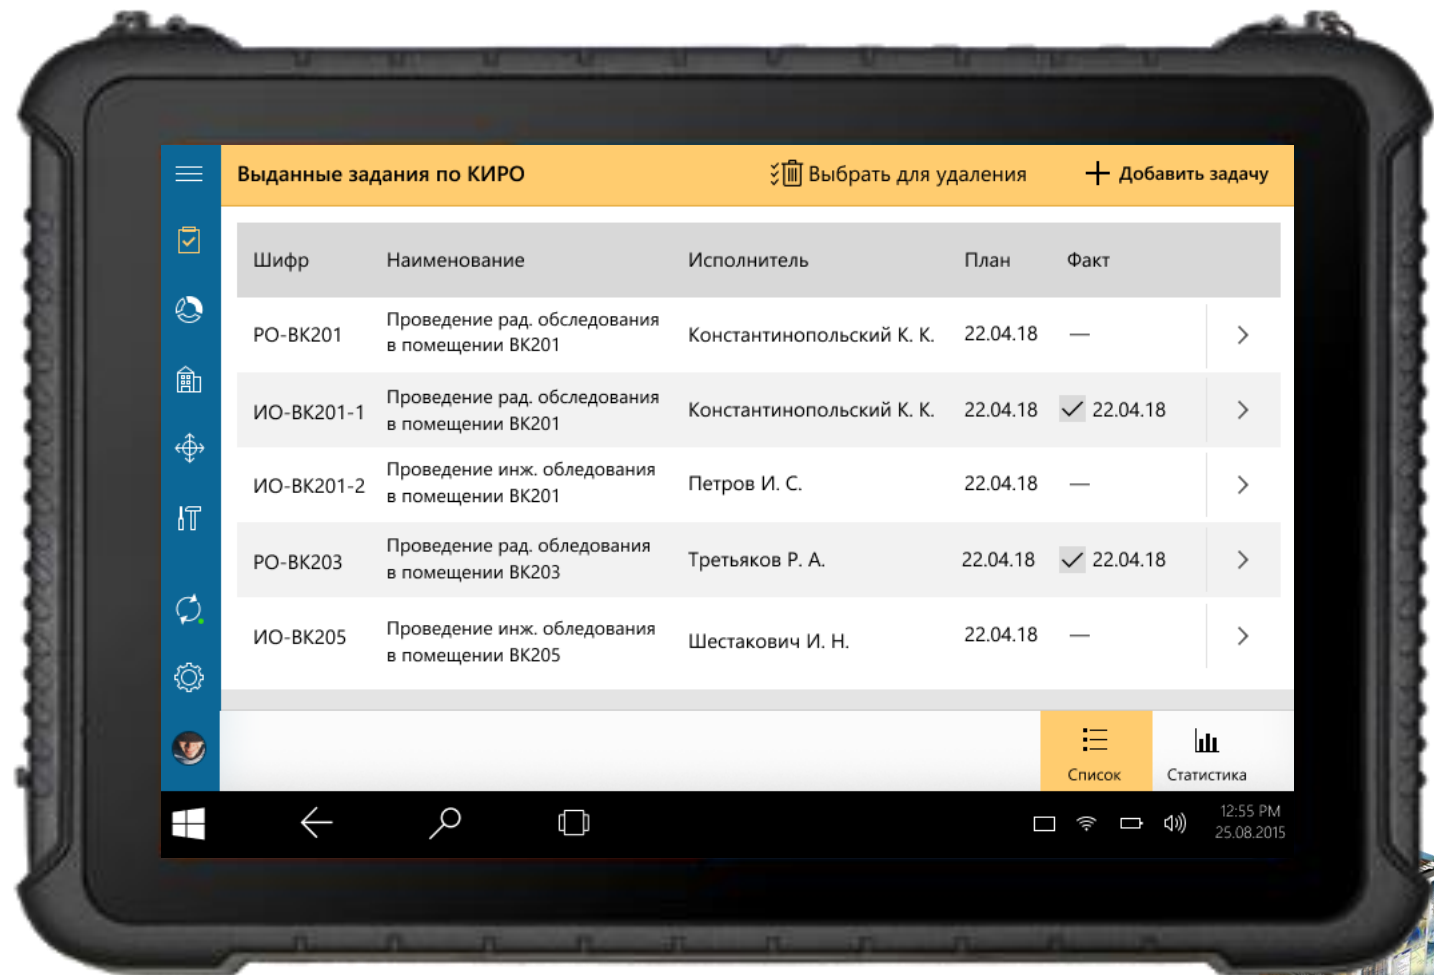 Выданные задания по КИРО
Выбрать для удаления
Добавить задачу
Шифр Наименование Исполнитель План Факт
РО-ВК201 Проведение рад. обследования Константинопольский К. К. 22.04.18 —
в помещении ВК201
ИО-ВК201-1 Проведение рад. обследования Константинопольский К. К. 22.04.18 22.04.18
в помещении ВК201
ИО-ВК201-2 Проведение инж. обледования Петров И. С. 22.04.18 —
в помещении ВК201
РО-ВК203 Проведение рад. обледования Третьяков Р. А. 22.04.18 22.04.18
в помещении ВК203
ИО-ВК205 Проведение инж. обледования Шестакович И. Н. 22.04.18 —
в помещении ВК205
Список
Статистика
12:55 PM
25.08.2015